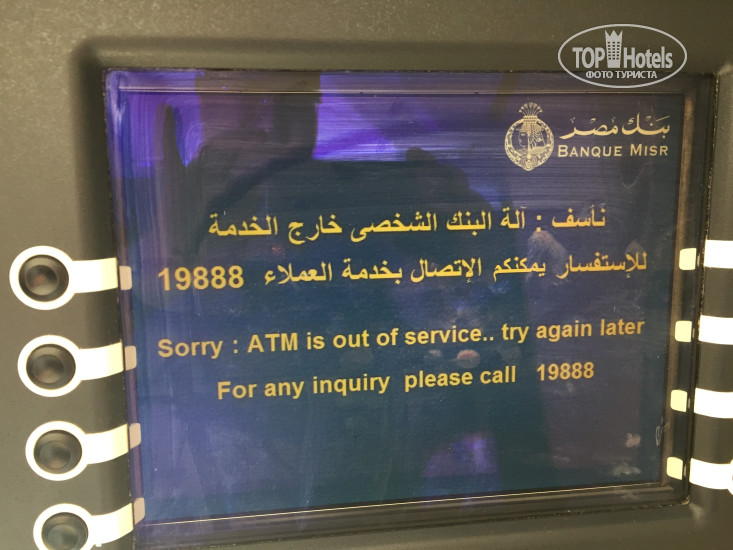 TOP Hotels
ФОТО ТУРИСТА
بنك مصر
BANQUE MISR
نأسف : آلة البنك الشخصى خارج الخدمة
للإستفسار يمكنكم الإتصال بخدمة العملاء 19888
Sorry : ATM is out of service.. try again later
For any inquiry please call 19888